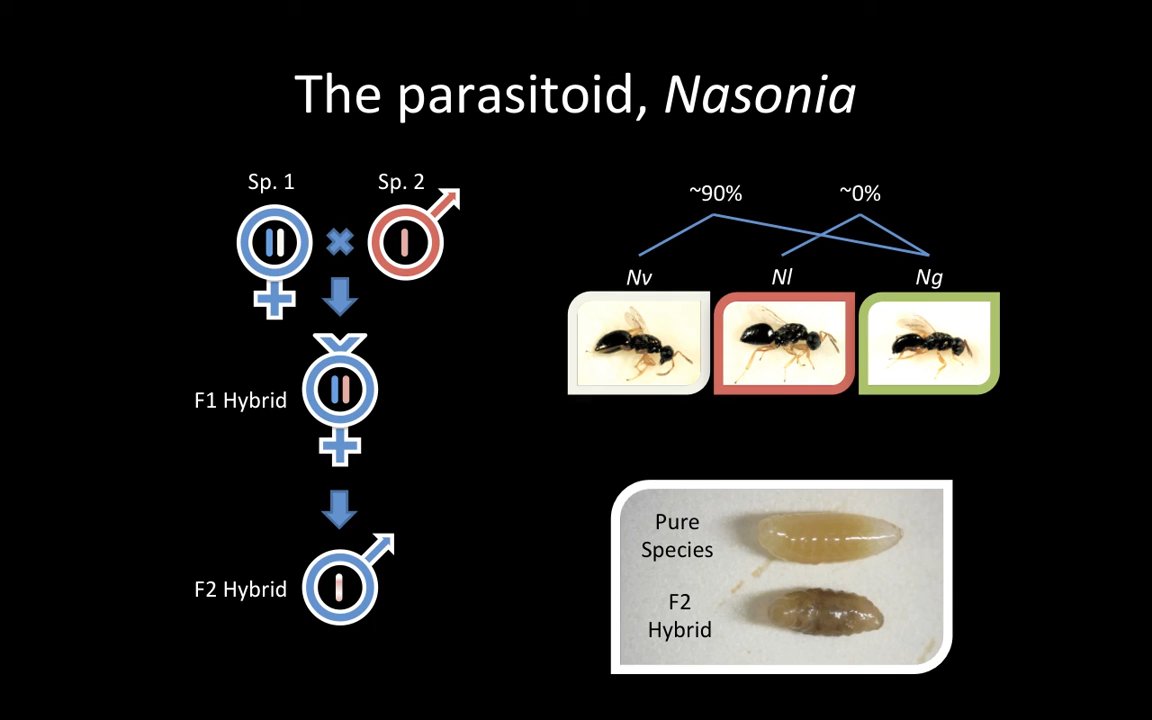 The parasitoid, Nasonia
Sp. 1
Sp. 2
F1 Hybrid
F2 Hybrid
~90%
~0%
Nv
Nl
Ng
Pure
Species
F2
Hybrid